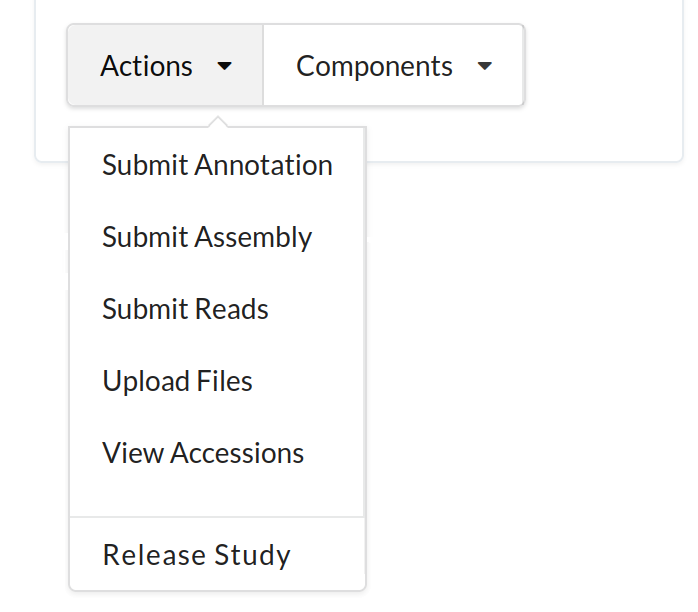 Actions Components
Submit Annotation
Submit Assembly
Submit Reads
Upload Files
View Accessions
Release Study